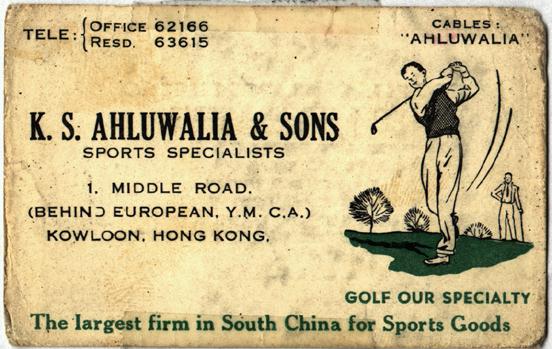 TELE: OFFICE 62166
RESD. 63615
CABLES:
"AHLUWALIA"
K. S. AHLUWALIA & SONS
SPORTS SPECIALISTS
1. MIDDLE ROAD.
(BEHIND EUROPEAN, Y.M.C.A.)
KOWLOON, HONG KONG.
GOLF OUR SPECIALTY
The largest firm in South China for Sports Goods